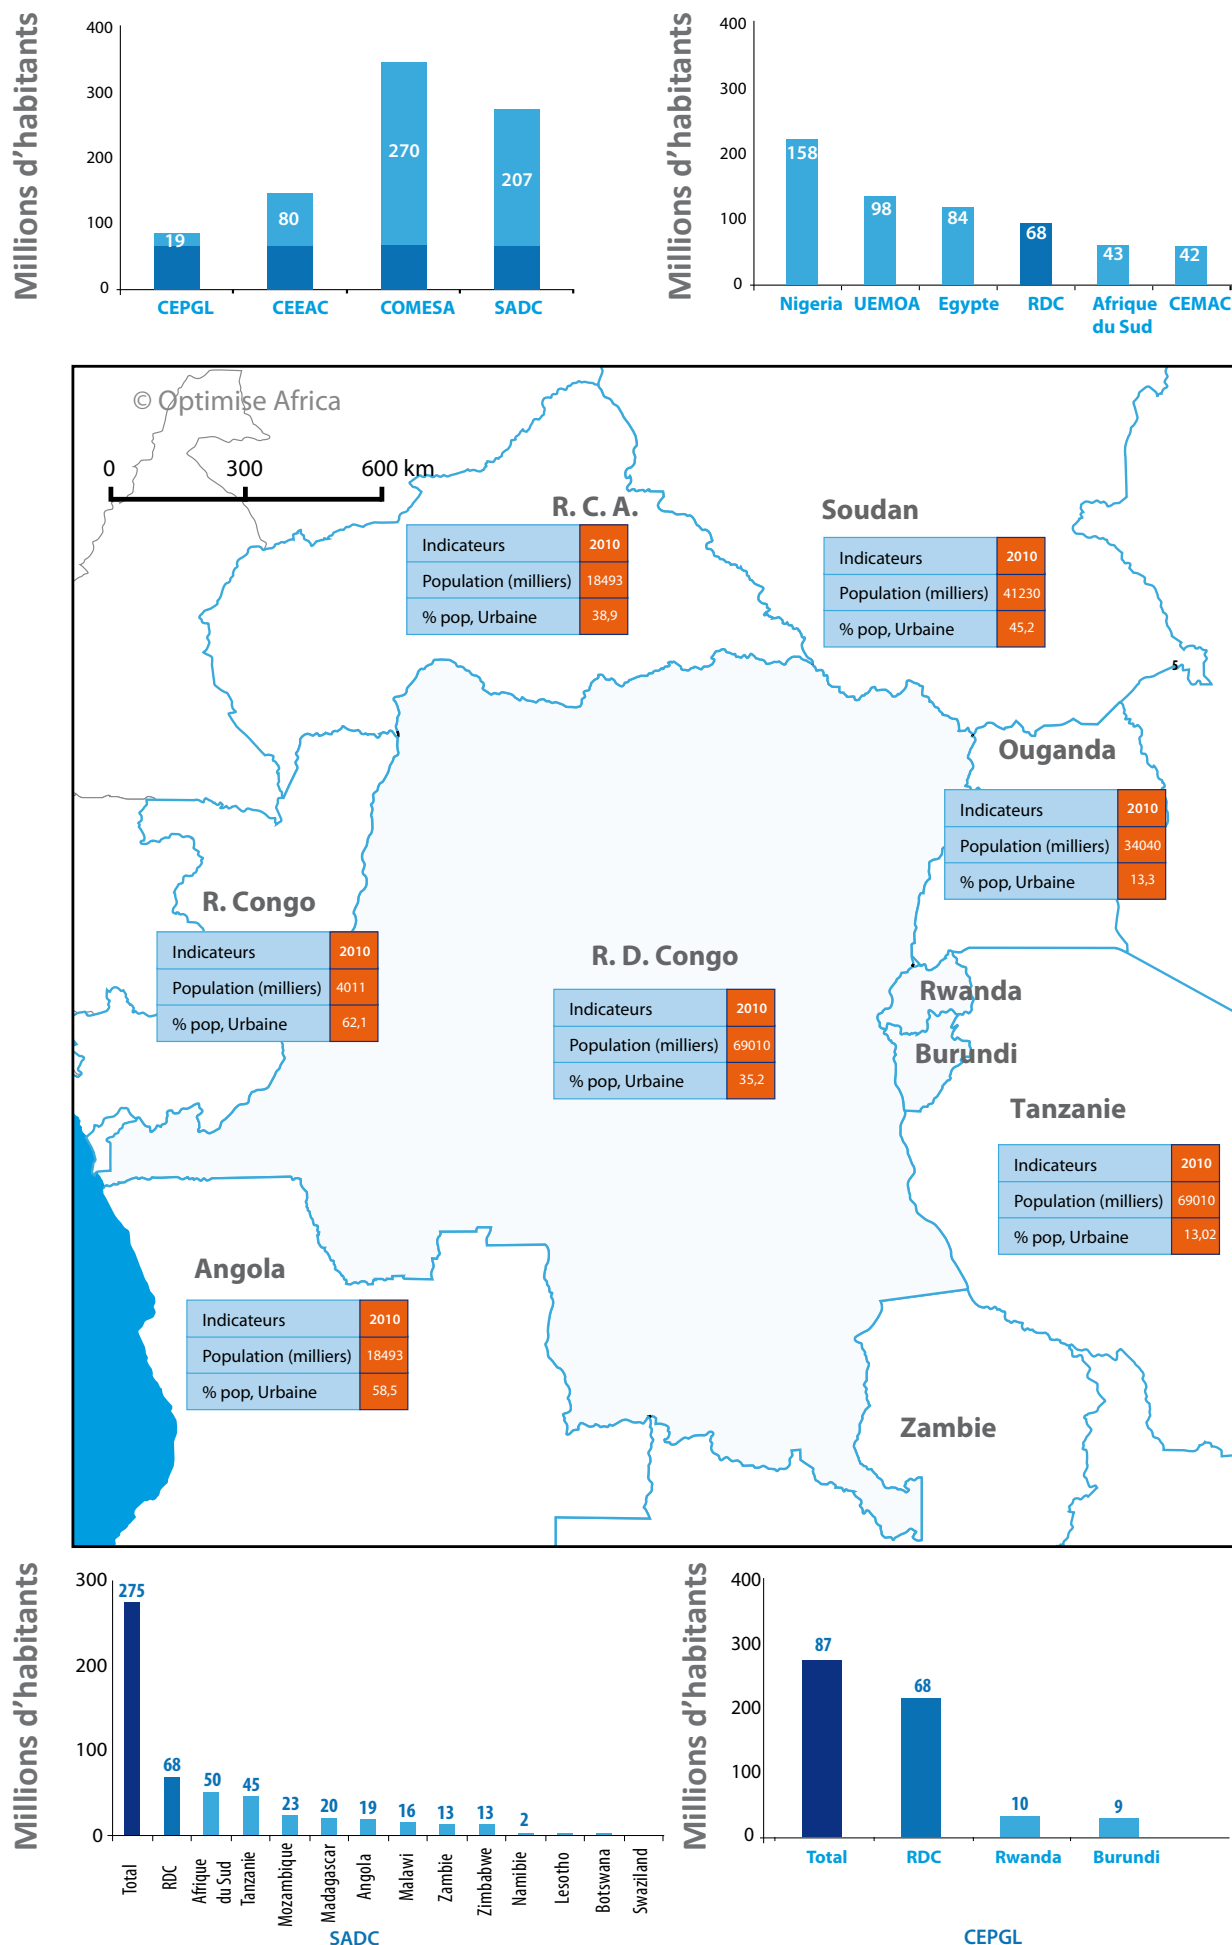 Millions d'habitants
400
300
200
100
0
19
80
270
207
CEPGL
CEEAC
COMESA
SADC
Millions d'habitants
400
300
200
100
0
158
98
84
68
43
42
Nigeria
UEMOA
Egypte
RDC
Afrique
du Sud
CEMAC
© Optimise Africa
0
300
600 km
R. C. A.
Indicateurs 2010
Population (milliers) 18493
% pop, Urbaine 38,9
Soudan
Indicateurs 2010
Population (milliers) 41230
% pop, Urbaine 45,2
5
Ouganda
Indicateurs 2010
Population (milliers) 34040
% pop, Urbaine 13,3
R. Congo
Indicateurs 2010
Population (milliers) 4011
% pop, Urbaine 62,1
R. D. Congo
Indicateurs 2010
Population (milliers) 69010
% pop, Urbaine 35,2
Rwanda
Burundi
Tanzanie
Indicateurs 2010
Population (milliers) 69010
% pop, Urbaine 13,02
Angola
Indicateurs 2010
Population (milliers) 18493
% pop, Urbaine 58,5
Zambie
Millions d'habitants
300
200
100
0
275
68
50
45
23
20
19
16
13
13
2
Total
RDC
Afrique
du Sud
Tanzanie
Mozambique
Madagascar
Angola
Malawi
Zambie
Zimbabwe
Namibie
Lesotho
Botswana
Swaziland
SADC
Millions d'habitants
400
300
200
100
0
87
68
10
9
Total
RDC
Rwanda
Burundi
CEPGL